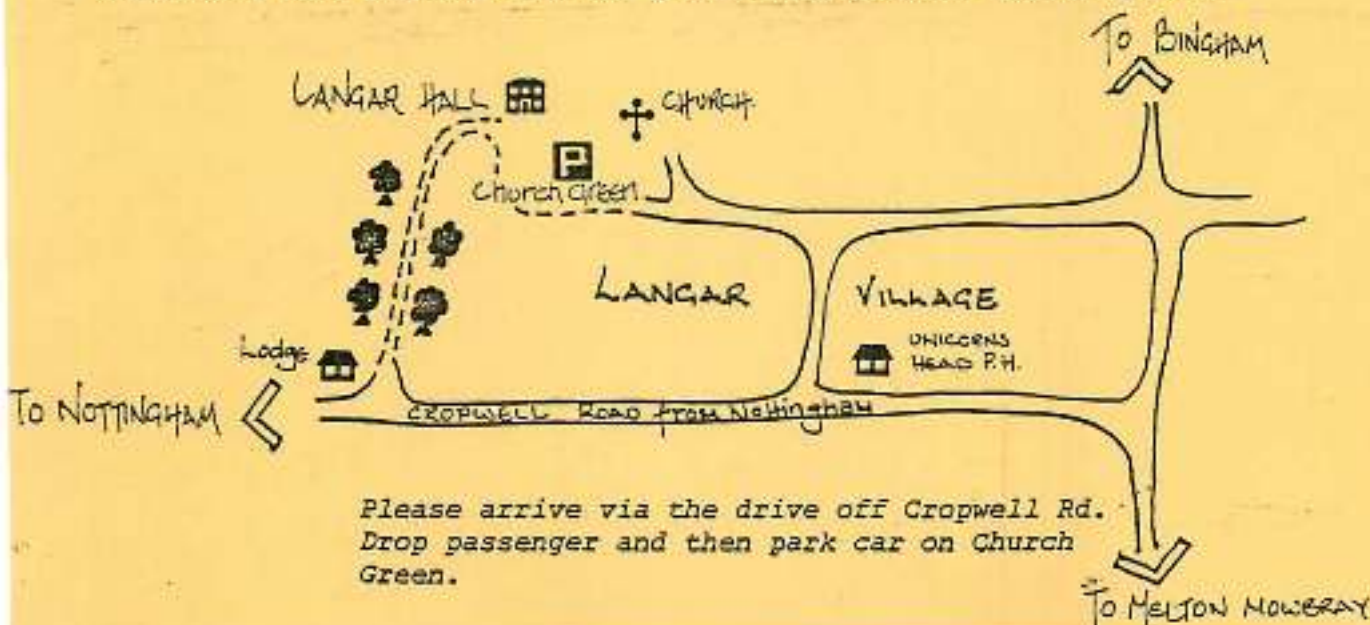 To BINGHAM
LANGAR HALL
CHURCH.
P
Church Green
LANGAR VILLAGE
UNICORNS
HEAD P.H.
Lodge
TO NOTTINGHAM
CROPWELL ROAD from Nottingham
Please arrive via the drive off Cropwell Rd.
Drop passenger and then park car on Church
Green.
To MELTON MOWBRAY